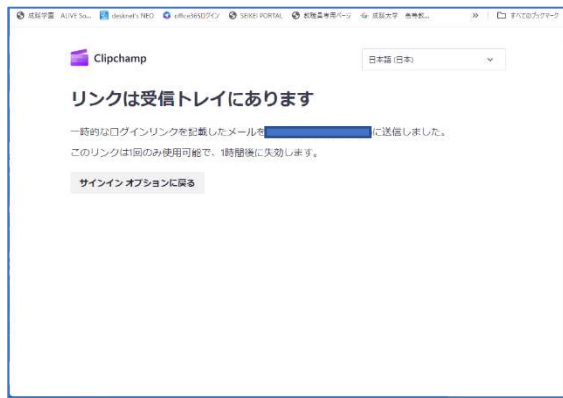 成蹊学園 ALIVE So... desknet's NEO office365ログイン SEIKEI PORTAL 教職員専用ページ 成蹊大学 すべてのブックマーク
Clipchamp
日本語 (日本)
リンクは受信トレイにあります
一時的なログインリンクを記載したメールを に送信しました。
このリンクは1回のみ使用可能で、1時間後に失効します。
サインイン オプションに戻る